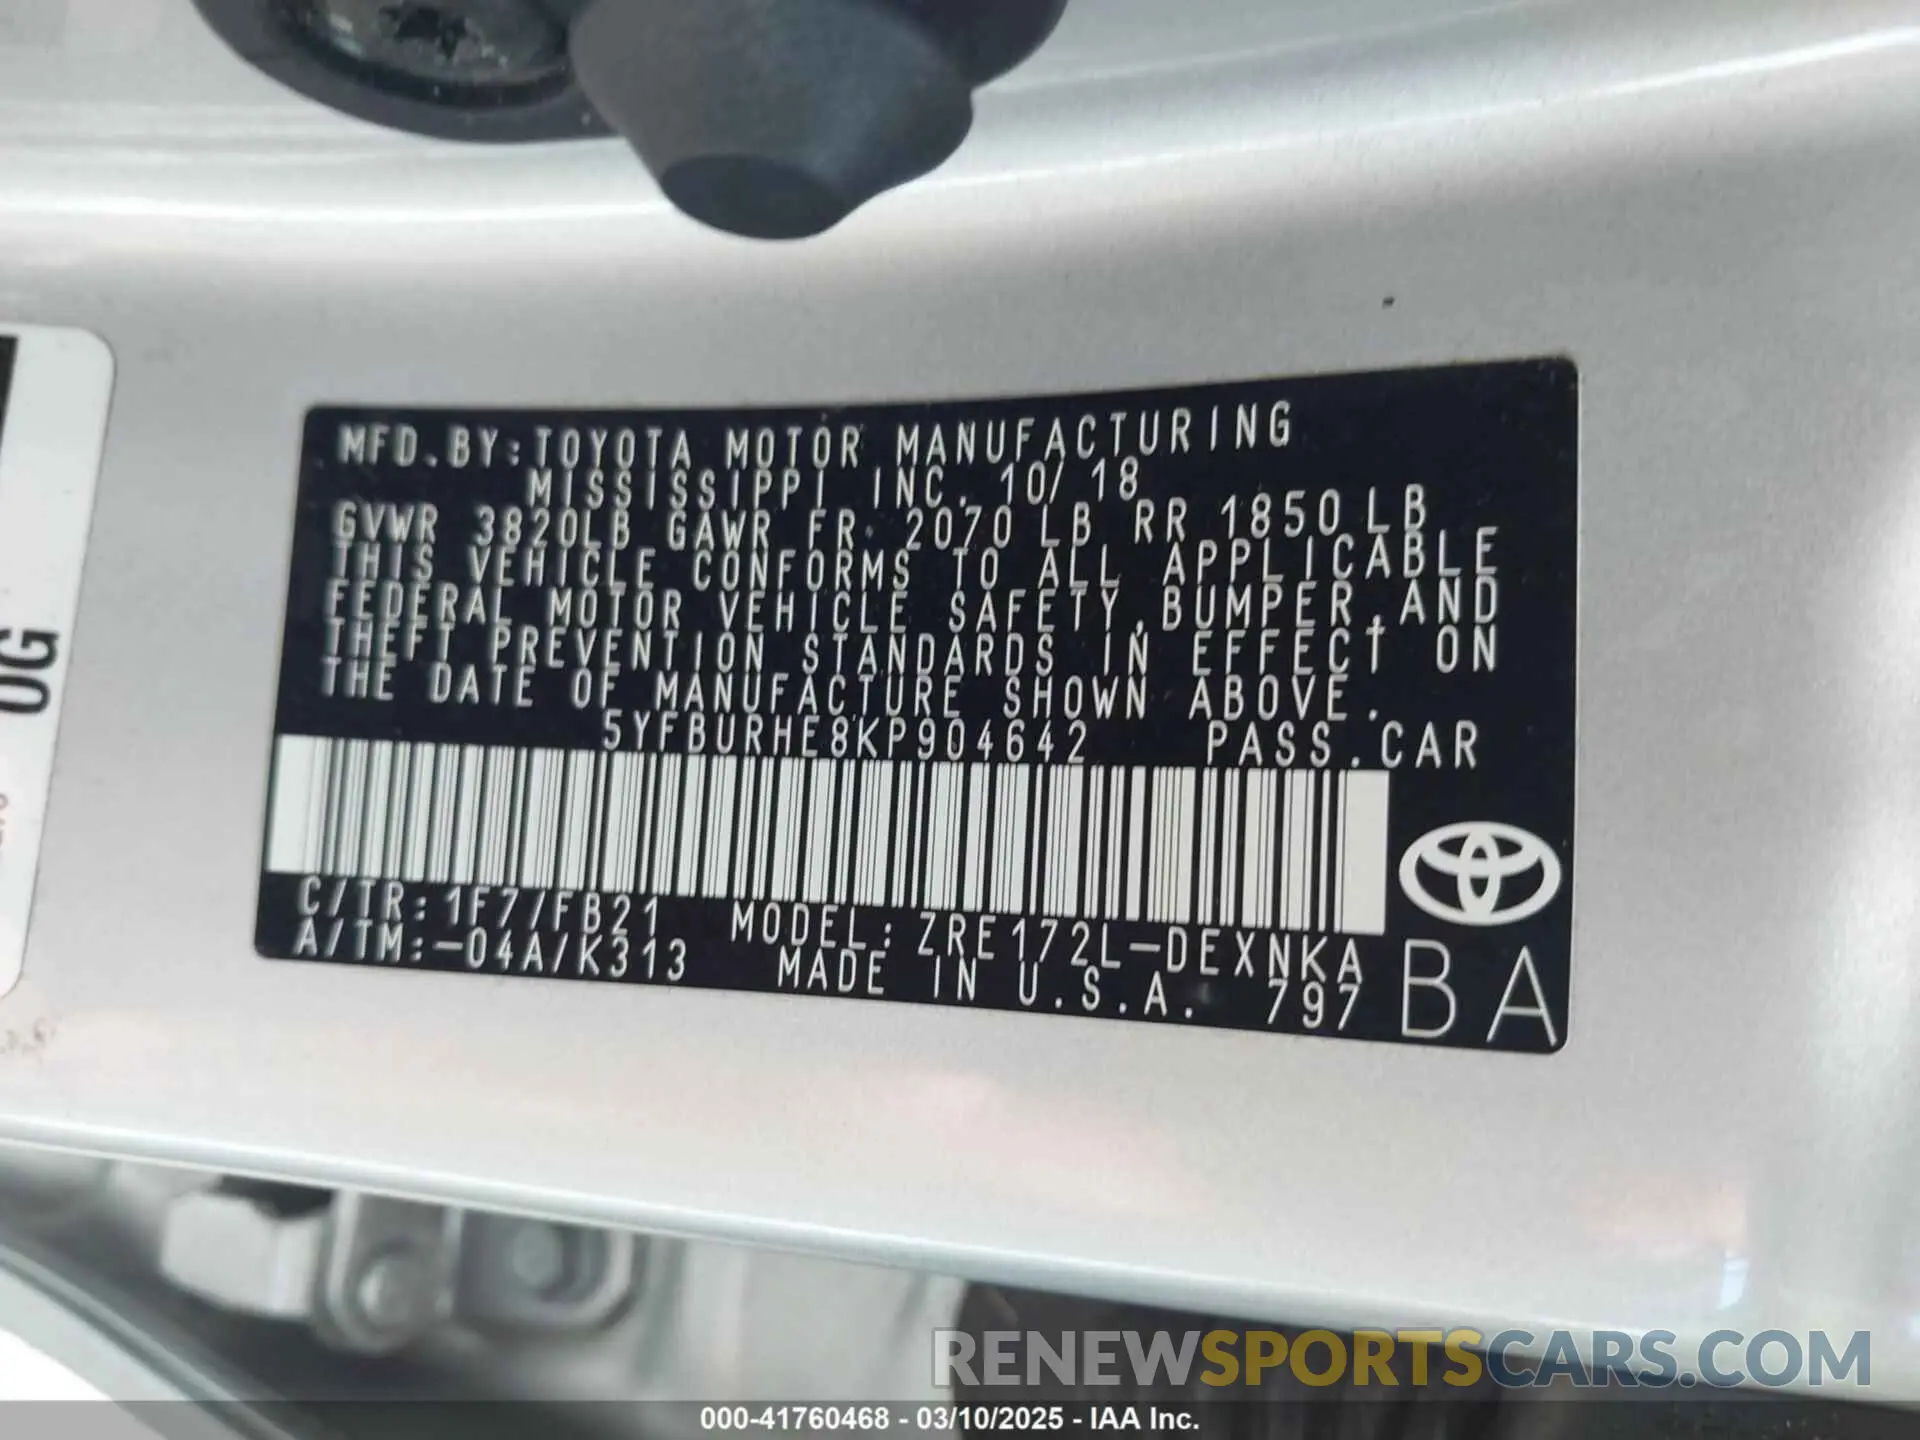 MFD.BY:TOYOTA MOTOR MANUFACTURING
MISSISSIPPI INC. 10/18
GVWR 3820LB GAWR FR 2070LB RR 1850LB
THIS VEHICLE CONFORMS TO ALL APPLICABLE
FEDERAL MOTOR VEHICLE SAFETY,BUMPER,AND
THEFT PREVENTION STANDARDS IN EFFECT ON
THE DATE OF MANUFACTURE SHOWN ABOVE.
5YFBURHE8KP904642 PASS.CAR
C/TR:1F7/FB21 MODEL:ZRE172L-DEXNKA
A/TM:-04A/K313 MADE IN U.S.A. 797
BA
0G
RENEWSPORTSCARS.COM
000-41760468 - 03/10/2025 - IAA Inc.